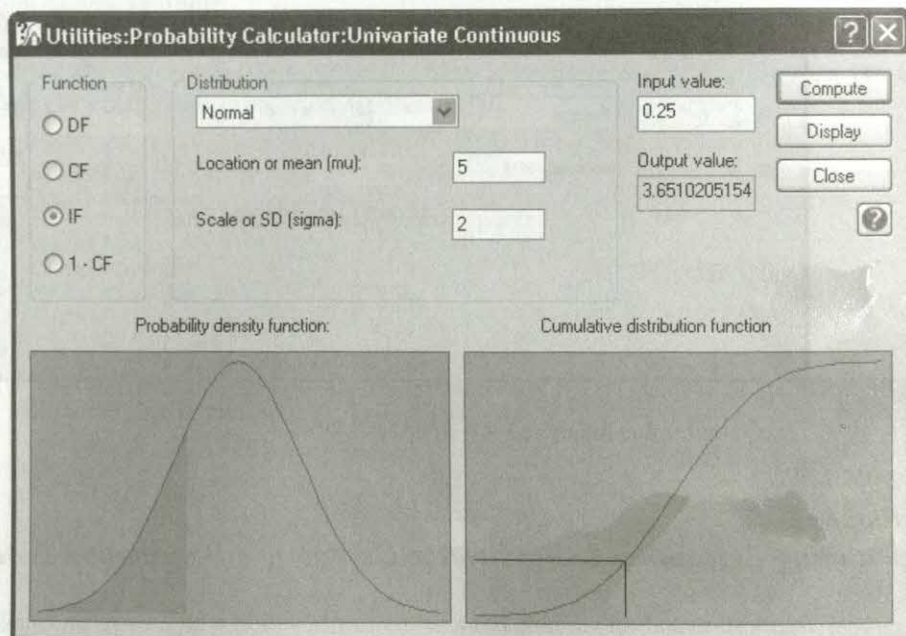 Utilities:Probability Calculator:Univariate Continuous
? X
Function
DF
CF
IF
1 - CF
Distribution
Normal
Location or mean (mu):
5
Scale or SD (sigma):
2
Input value:
0.25
Output value:
3.6510205154
Compute
Display
Close
?
Probability density function:
Cumulative distribution function